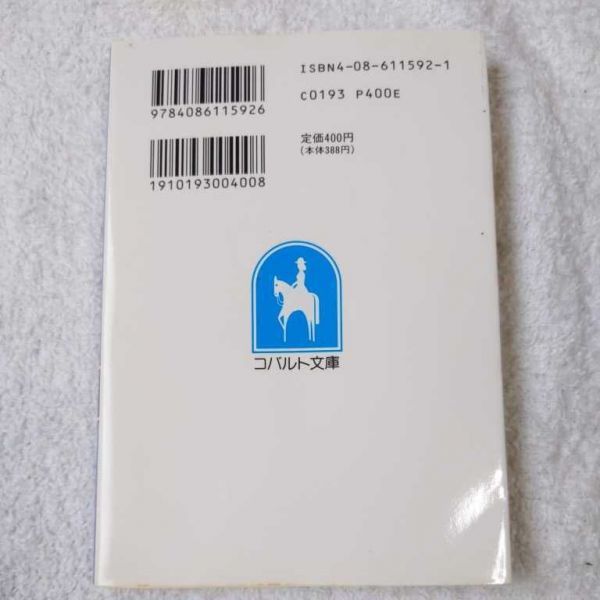 ISBN4-08-611592-1
C0193 P400E
9784086115926
定価400円
(本体388円)
1910193004008
コバルト文庫